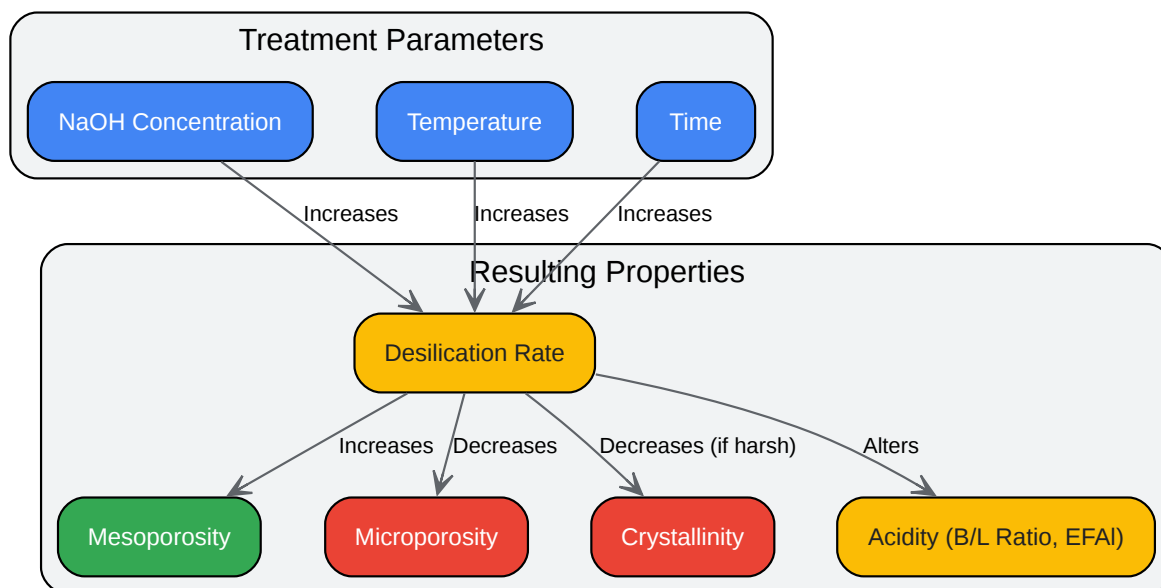 Treatment Parameters
NaOH Concentration
Temperature
Time
Increases
Increases
Increases
Resulting Properties
Desilication Rate
Increases
Decreases
Decreases (if harsh)
Alters
Mesoporosity
Microporosity
Crystallinity
Acidity (B/L Ratio, EFAl)